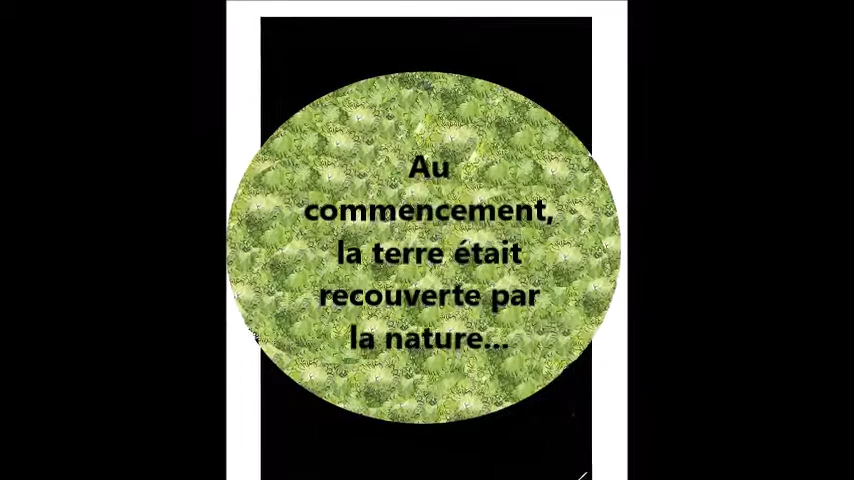 Au
commencement,
la terre était
recouverte par
la nature...